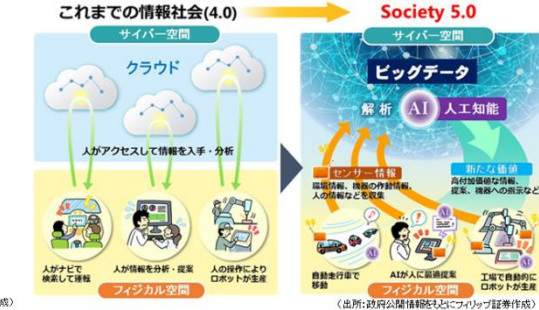 これまでの情報社会(4.0)
サイバー空間
クラウド
人がアクセスして情報を入手・分析
人がナビで
検索して運転
人が情報を分析・提案
人の操作により
ロボットが生産
フィジカル空間
成)
Society 5.0
サイバー空間
ビッグデータ
解析 AI 人工知能
センサー情報
環境情報、機器の作動情報、
人の情報などを収集
新たな価値
高付加価値な情報、
提案、機器への指示など
AI
AI
AI
自動走行車で
移動
AIが人に最適提案
工場で自動的に
ロボットが生産
フィジカル空間
(出所:政府公開情報をもとにフィリップ証券作成)